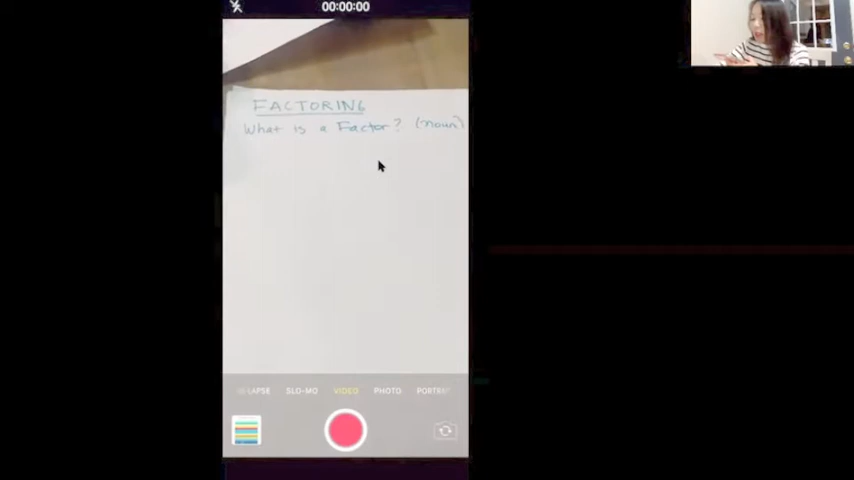 00:00:00
FACTORING
What is a Factor? (noun)
SLO-MO VIDEO PHOTO